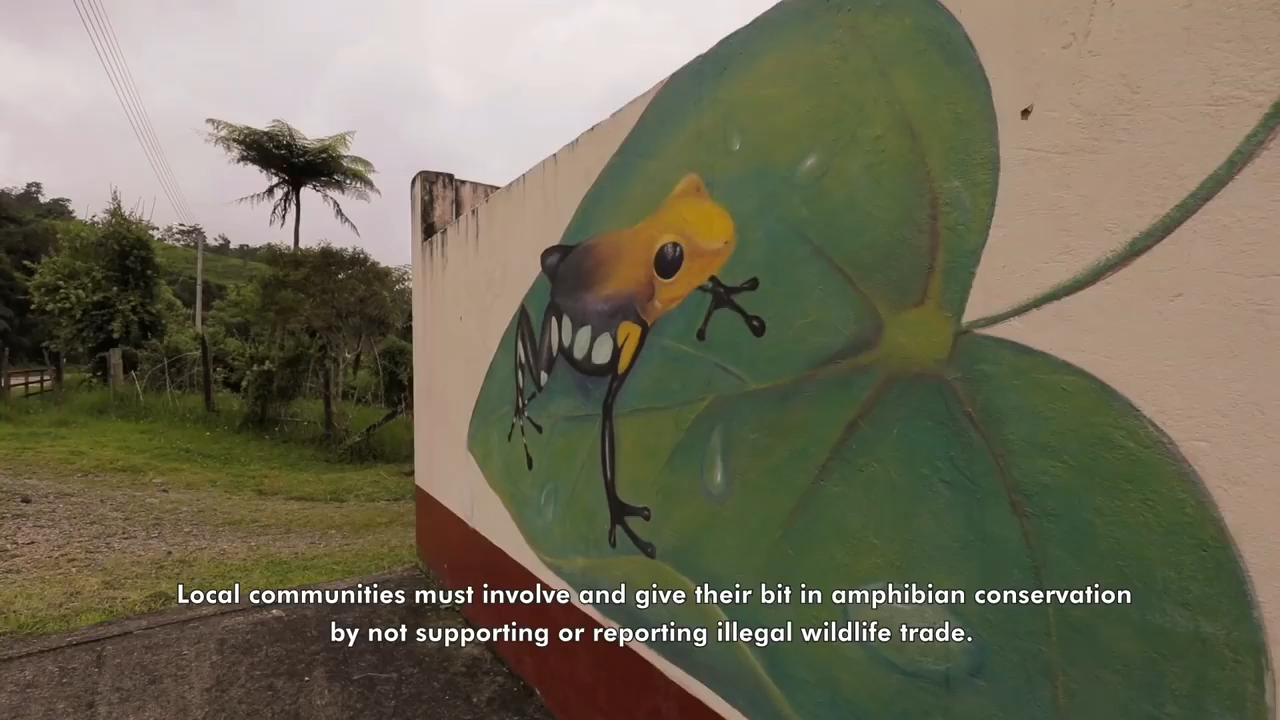 Local communities must involve and give their bit in amphibian conservation
by not supporting or reporting illegal wildlife trade.